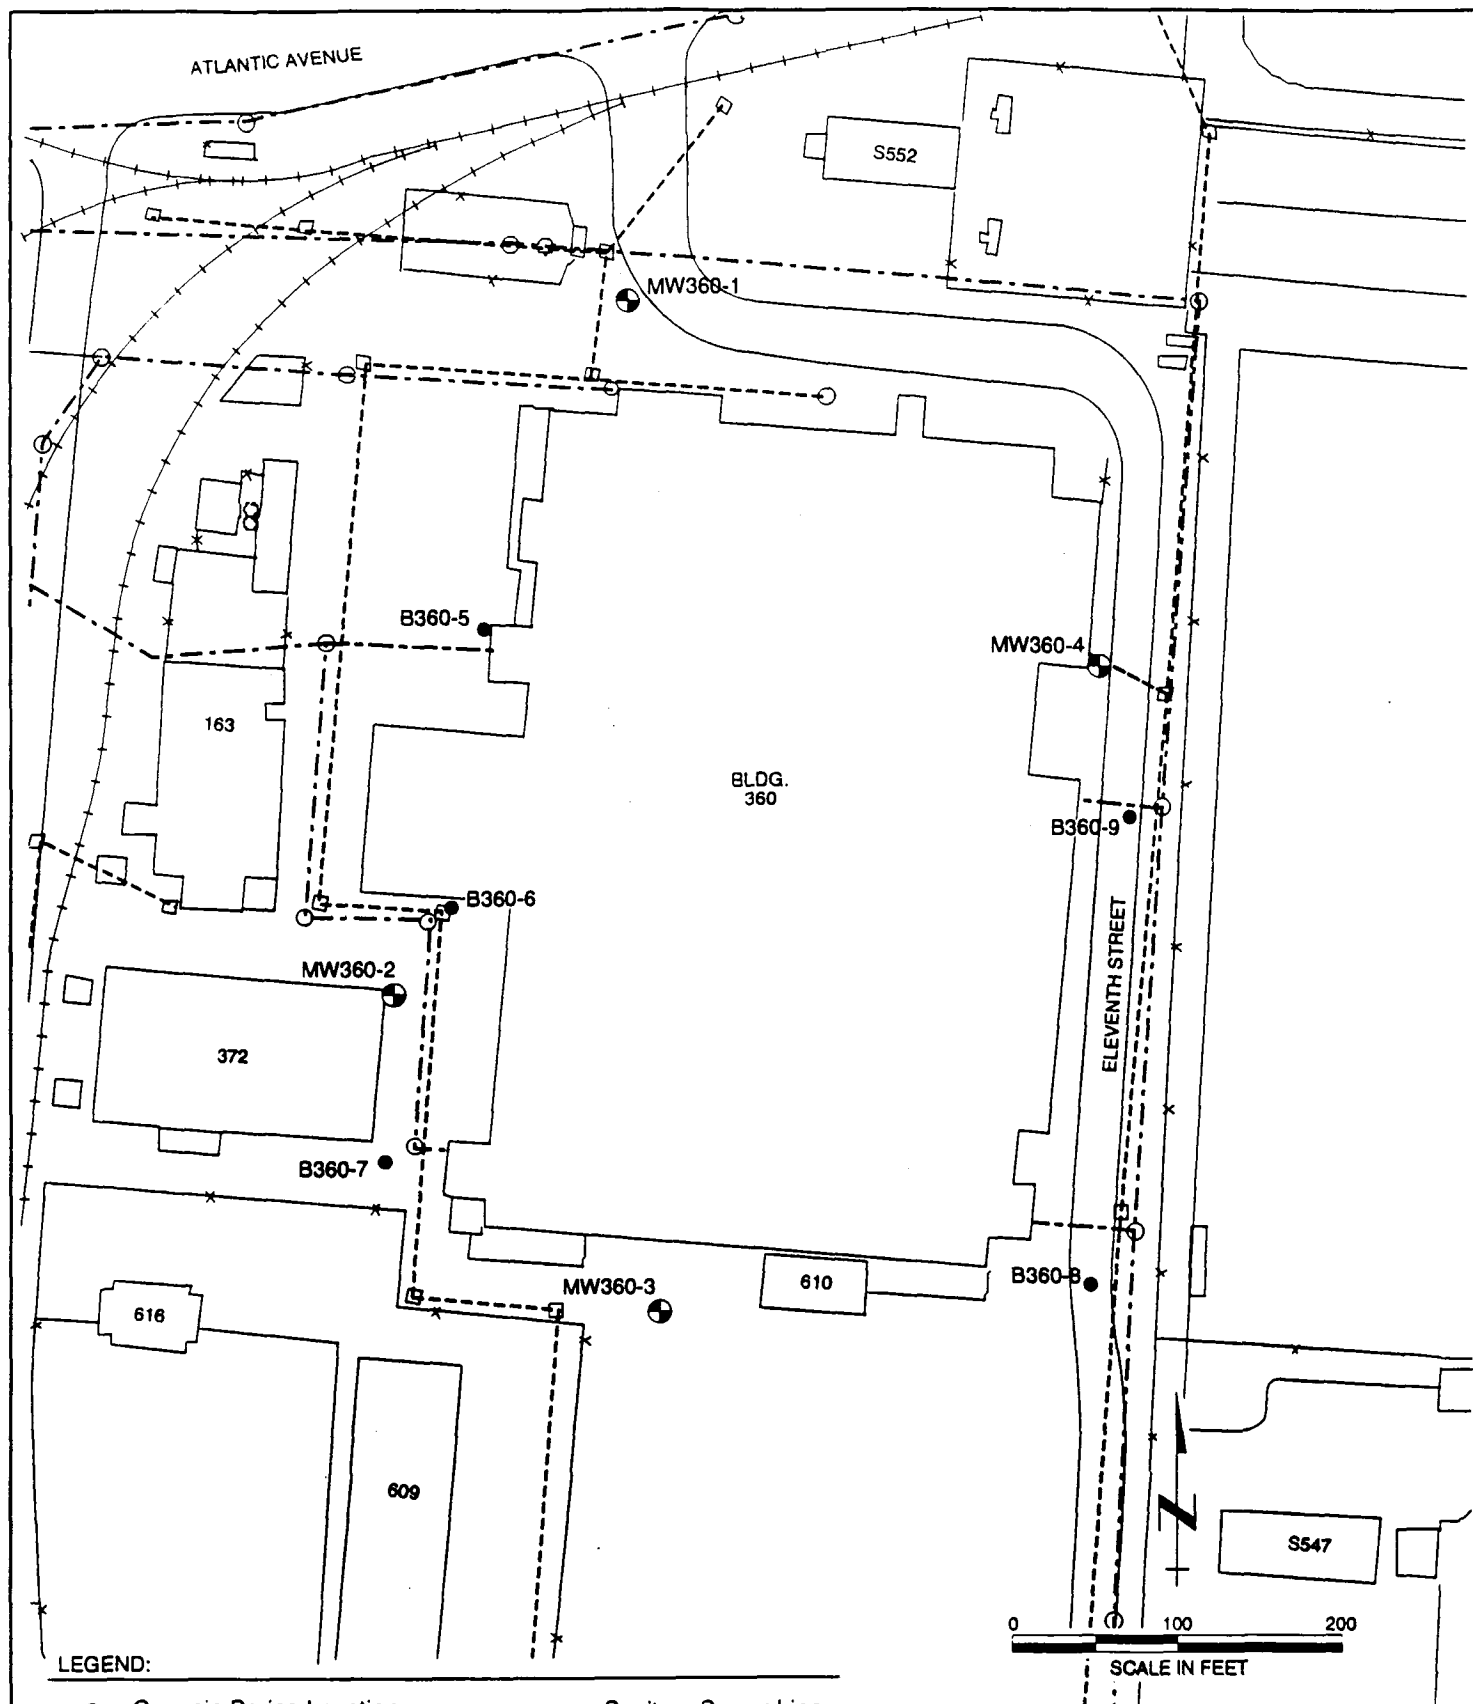 ATLANTIC AVENUE
S552
MW360-1
B360-5
MW360-4
163
BLDG.
360
B360-9
B360-6
ELEVENTH STREET
MW360-2
372
B360-7
MW360-3
610
B360-8
616
609
N
S547
0 100 200
SCALE IN FEET
LEGEND: